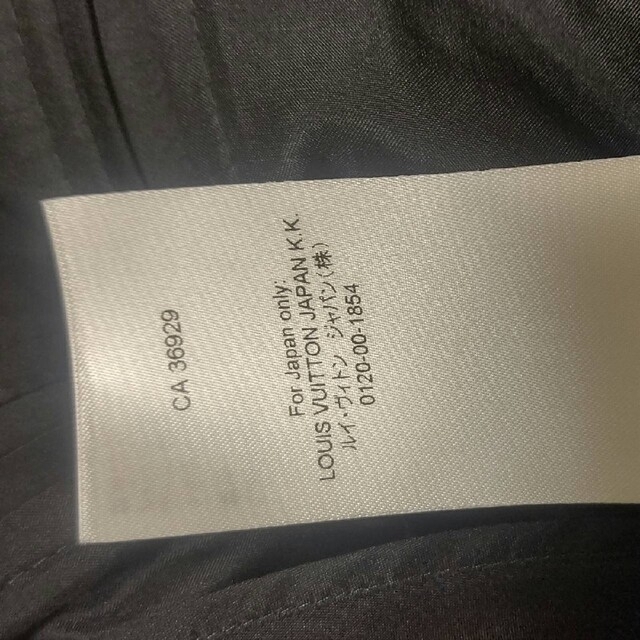 CA 36929
For Japan only:
LOUIS VUITTON JAPAN K.K.
ルイ・ヴィトン ジャパン(株)
0120-00-1854